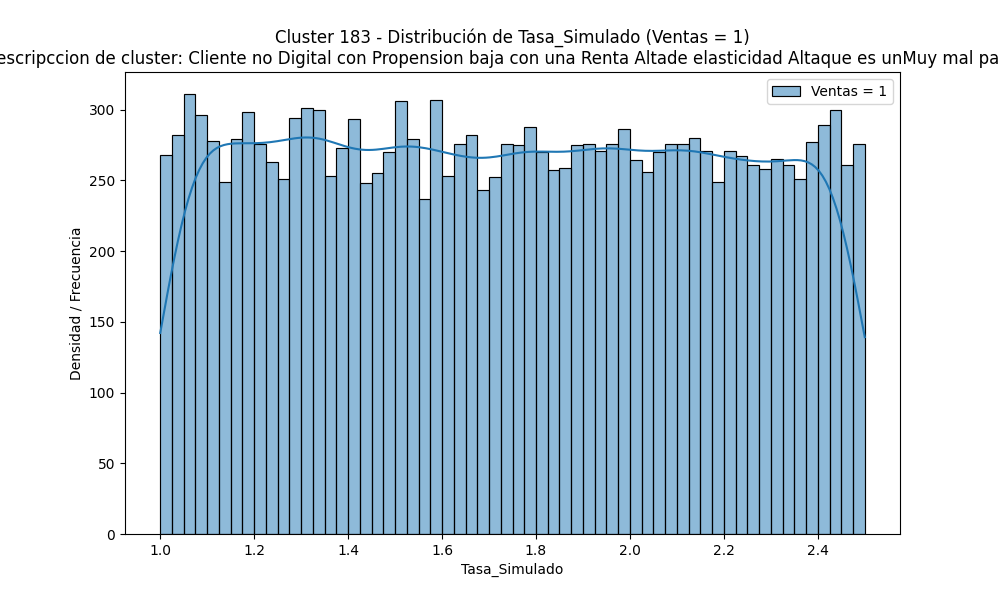 Cluster 183 - Distribución de Tasa_Simulado (Ventas = 1)
escripccion de cluster: Cliente no Digital con Propension baja con una Renta Altade elasticidad Altaque es unMuy mal pa
Ventas = 1
300
250
200
150
100
50
0
Densidad / Frecuencia
1.0 1.2 1.4 1.6 1.8 2.0 2.2 2.4
Tasa_Simulado